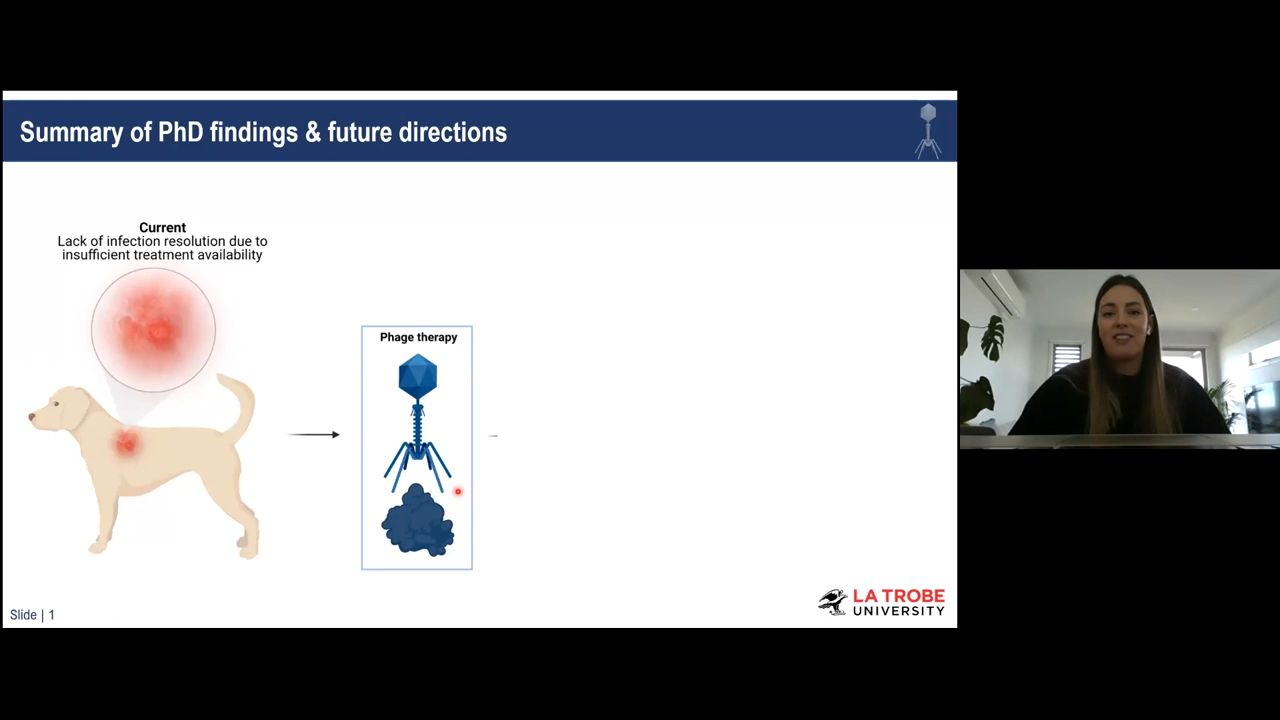 Summary of PhD findings & future directions
Current
Lack of infection resolution due to
insufficient treatment availability
Phage therapy
Slide | 1
LA TROBE
UNIVERSITY